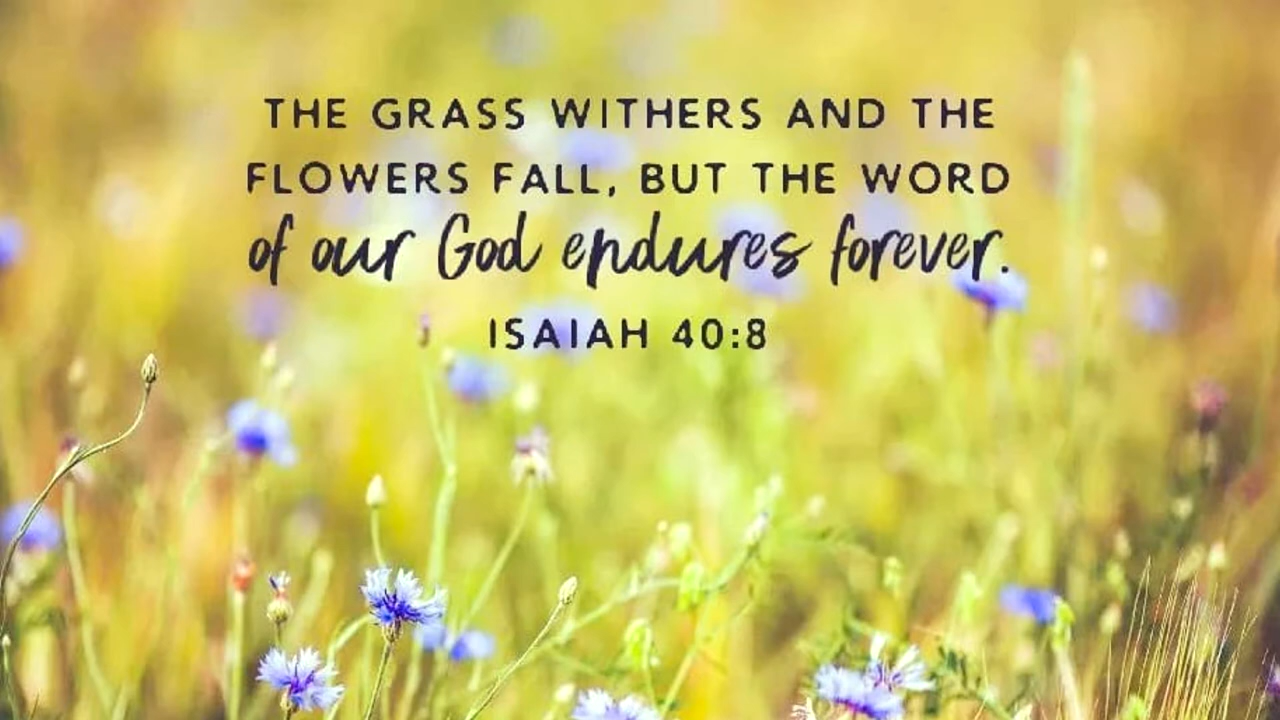 THE GRASS WITHERS AND THE
FLOWERS FALL, BUT THE WORD
of our God endures forever.
ISAIAH 40:8